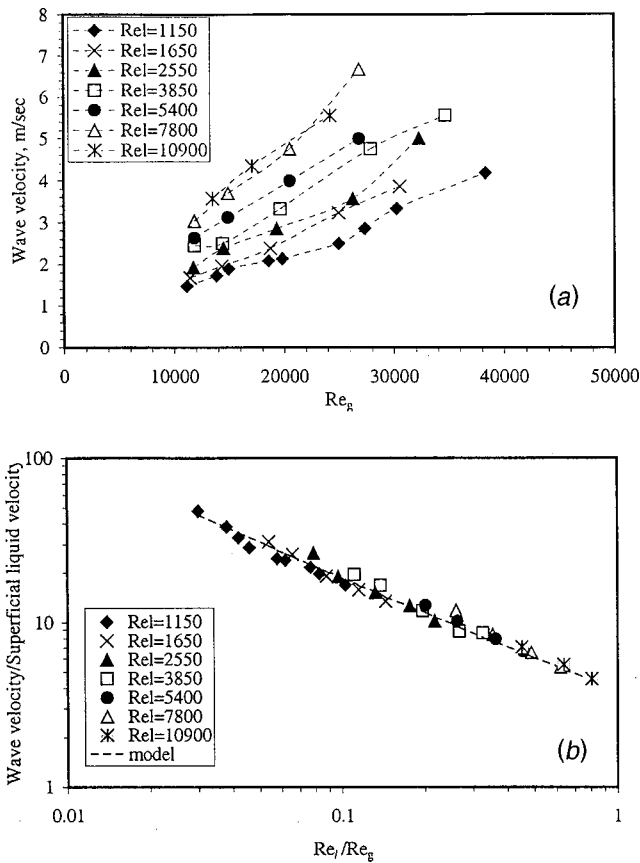 8
7
6
5
4
3
2
1
0
Wave velocity, m/sec
Rel=1150
Rel=1650
Rel=2550
Rel=3850
Rel=5400
Rel=7800
Rel=10900
(a)
0 10000 20000 30000 40000 50000
Re_g
100
10
1
Wave velocity/Superficial liquid velocity
Rel=1150
Rel=1650
Rel=2550
Rel=3850
Rel=5400
Rel=7800
Rel=10900
model
(b)
0.01 0.1 1
Re_l/Re_g